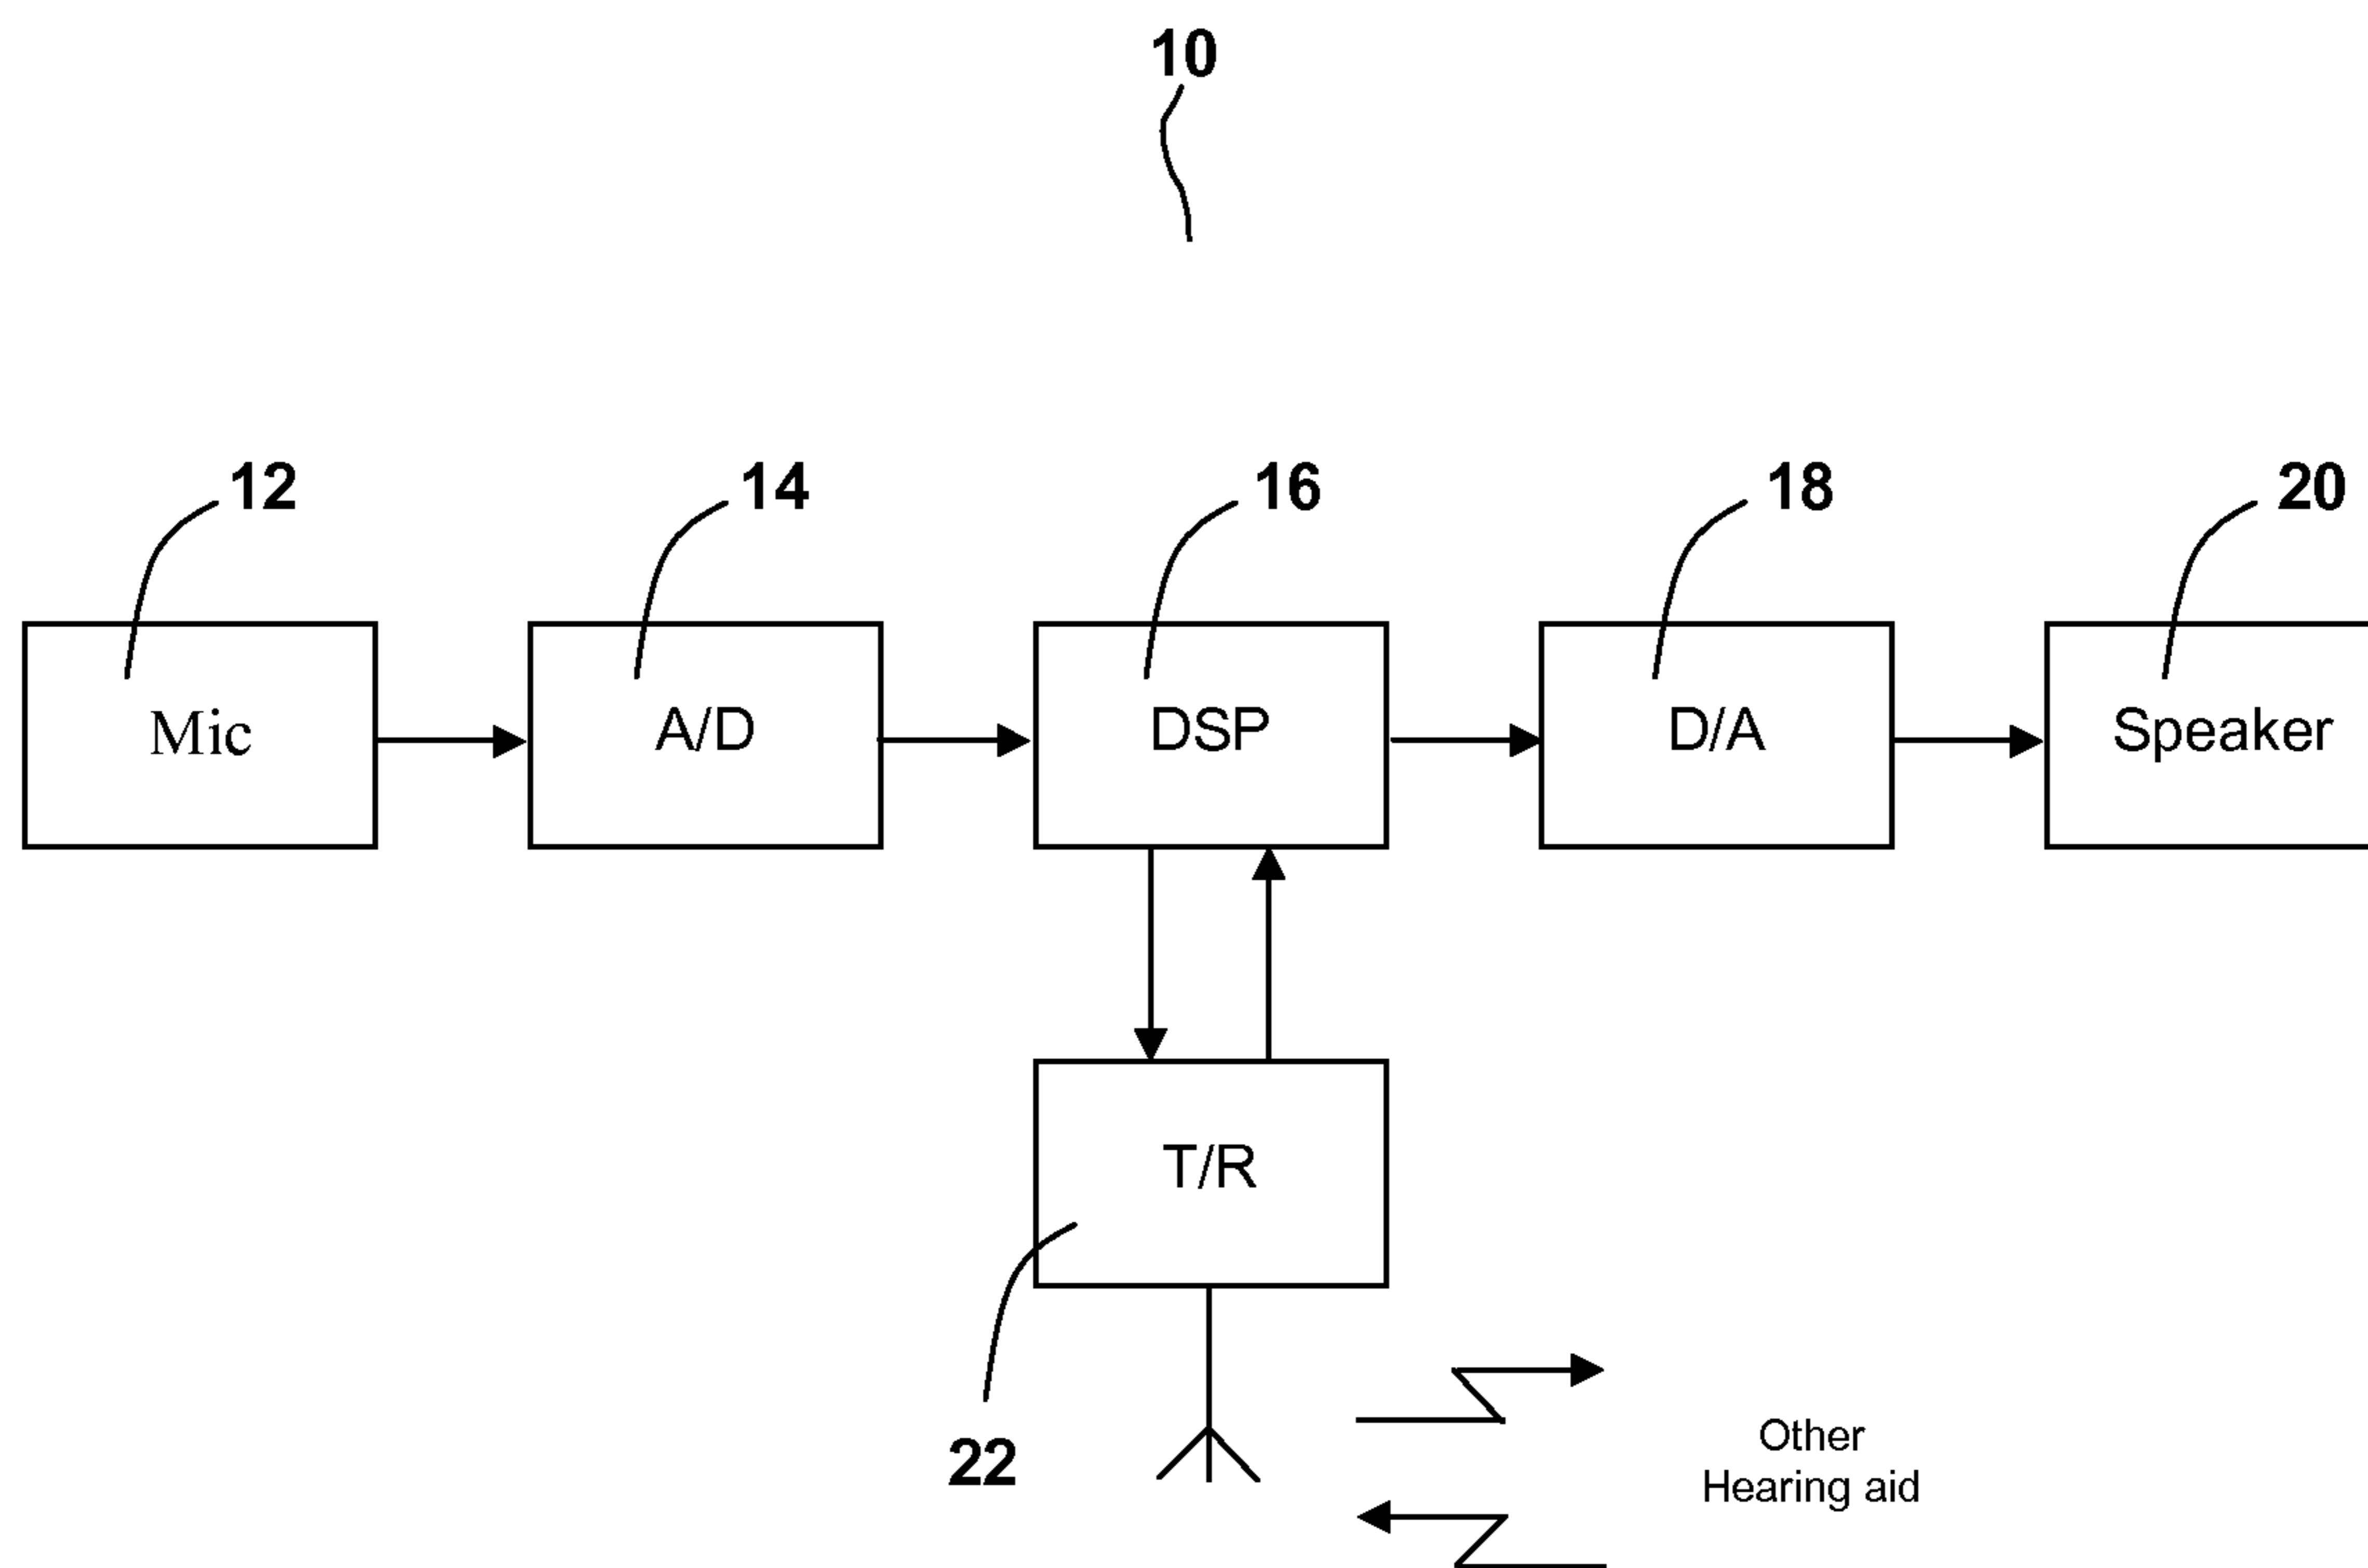 10
12
14
16
18
20
Mic
A/D
DSP
D/A
Speaker
T/R
22
Other
Hearing aid